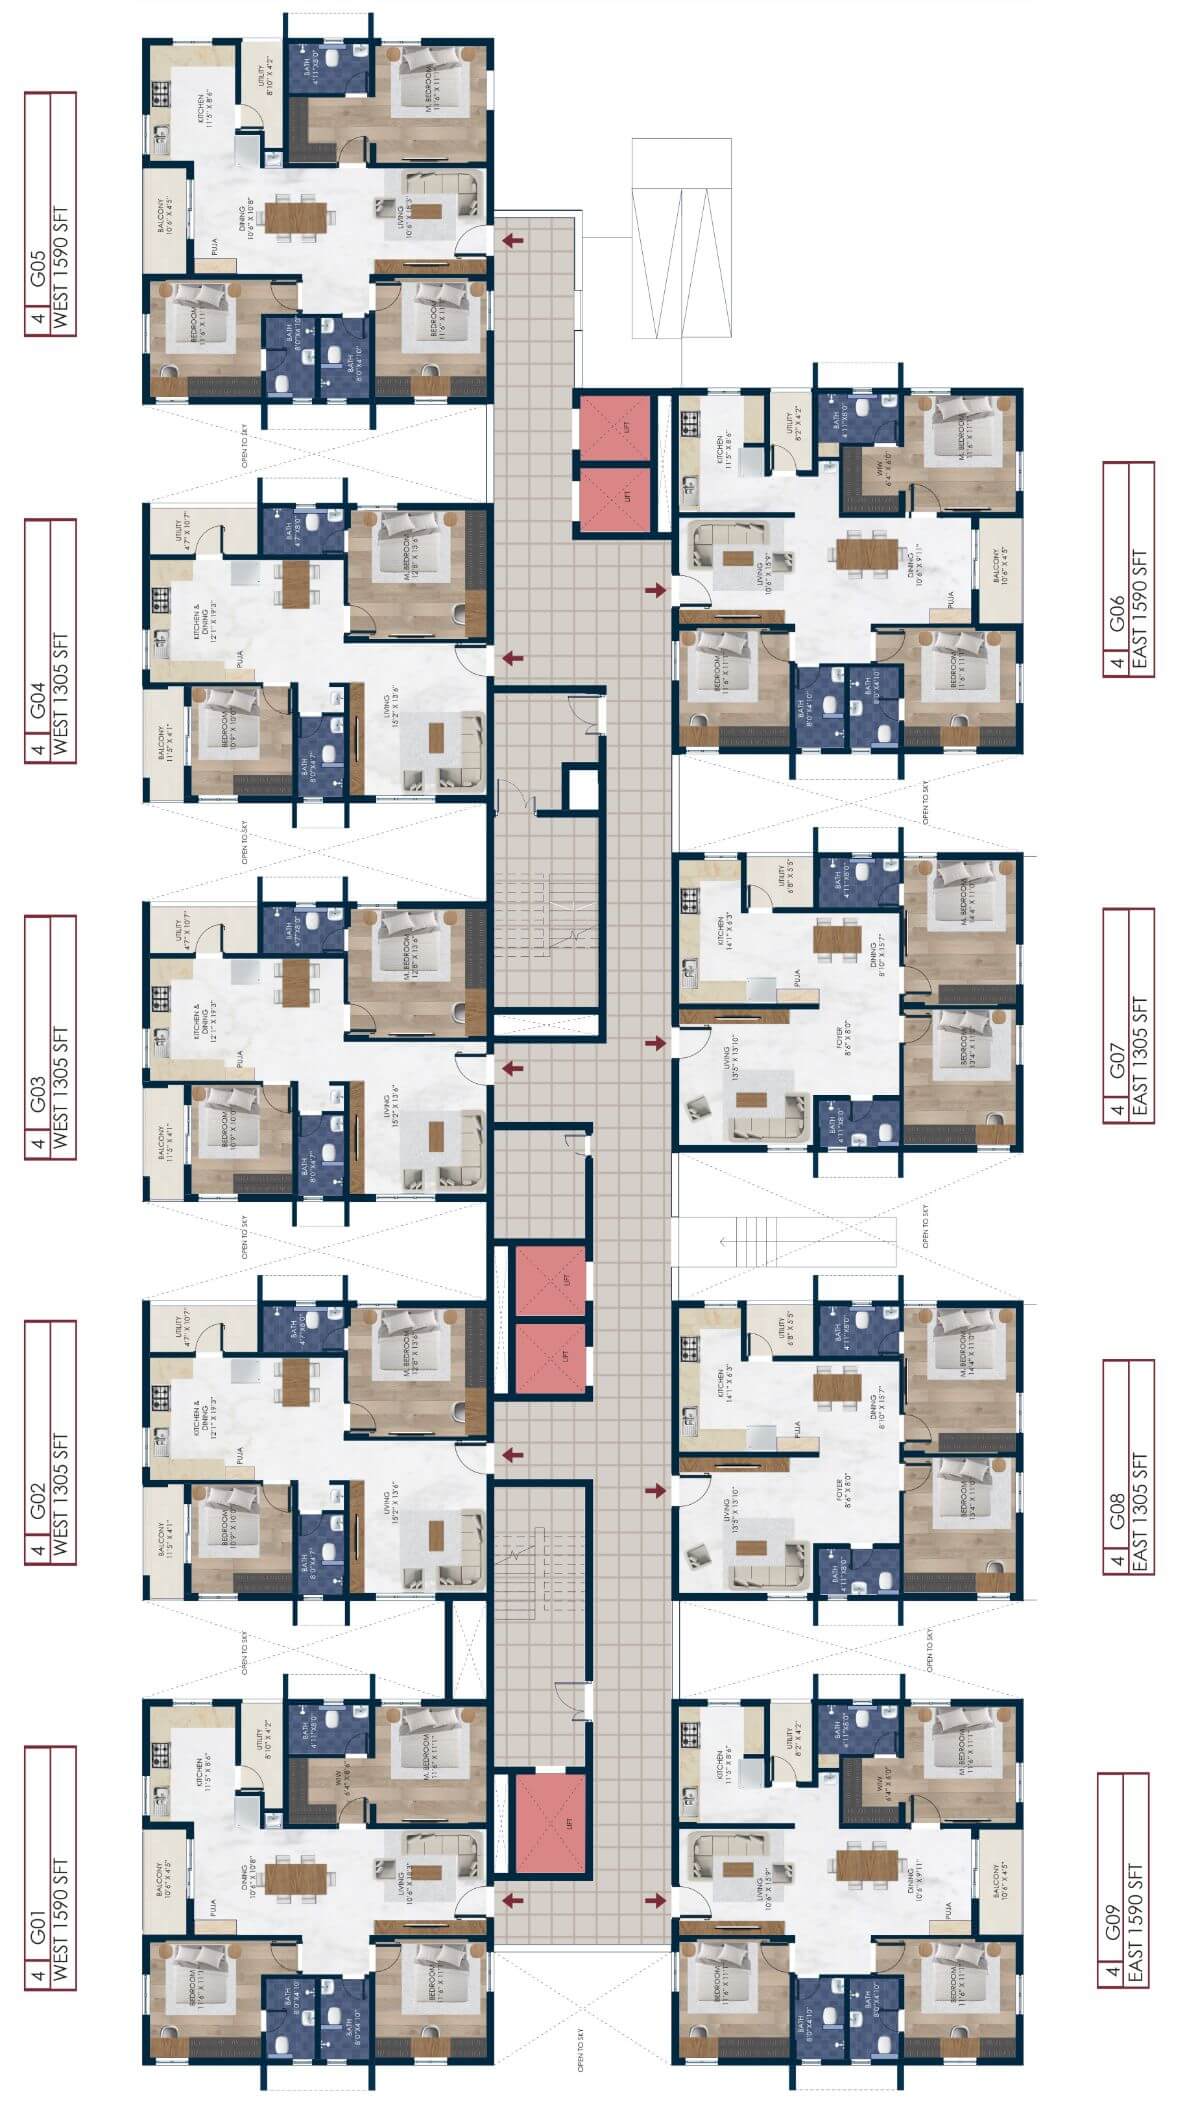 4 G05
WEST 1590 SFT
KITCHEN
11'5" X 8'6"
UTILITY
8'10" X 4'2"
BATH
4'11"X8'0"
M. BEDROOM
11'6" X 11'1"
BALCONY
10'6" X 4'5"
DINING
10'6" X 10'8"
PUJA
LIVING
10'6" X 18'3"
BEDROOM
11'6" X 11'1"
BATH
8'0"X4'10"
BATH
8'0"X4'10"
BEDROOM
11'6" X 11'
OPEN TO SKY
LIFT
LIFT
4 G04
WEST 1305 SFT
UTILITY
4'7" X 10'7"
BATH
4'7"X8'0"
M. BEDROOM
12'8" X 13'6"
KITCHEN &
DINING
12'1" X 19'3"
PUJA
BALCONY
11'5" X 4'1"
BEDROOM
10'9" X 10'0"
BATH
8'0"X4'7"
LIVING
15'2" X 13'6"
OPEN TO SKY
4 G06
EAST 1590 SFT
KITCHEN
11'5" X 8'6"
UTILITY
8'2" X 4'2"
BATH
4'11"X8'0"
M. BEDROOM
11'6" X 11'1"
WIW
6'4" X 6'0"
LIVING
10'6" X 15'9"
DINING
10'6" X 9'11"
BALCONY
10'6" X 4'5"
PUJA
BEDROOM
11'6" X 11'1"
BATH
8'0"X4'10"
BATH
8'0"X4'10"
BEDROOM
11'6" X 11'1"
OPEN TO SKY
4 G03
WEST 1305 SFT
UTILITY
4'7" X 10'7"
BATH
4'7"X8'0"
M. BEDROOM
12'8" X 13'6"
KITCHEN &
DINING
12'1" X 19'3"
PUJA
BALCONY
11'5" X 4'1"
BEDROOM
10'9" X 10'0"
BATH
8'0"X4'7"
LIVING
15'2" X 13'6"
OPEN TO SKY
4 G07
EAST 1305 SFT
KITCHEN
14'1" X 6'3"
UTILITY
6'8" X 5'5"
BATH
4'11"X8'0"
M. BEDROOM
14'4" X 11'0"
DINING
8'10" X 15'7"
PUJA
LIVING
13'5" X 13'10"
FOYER
8'6" X 8'0"
BEDROOM
13'4" X 11'0"
BATH
4'11"X8'0"
OPEN TO SKY
LIFT
LIFT
4 G02
WEST 1305 SFT
UTILITY
4'7" X 10'7"
BATH
4'7"X8'0"
M. BEDROOM
12'8" X 13'6"
KITCHEN &
DINING
12'1" X 19'3"
PUJA
BALCONY
11'5" X 4'1"
BEDROOM
10'9" X 10'0"
BATH
8'0"X4'7"
LIVING
15'2" X 13'6"
OPEN TO SKY
4 G08
EAST 1305 SFT
KITCHEN
14'1" X 6'3"
UTILITY
6'8" X 5'5"
BATH
4'11"X8'0"
M. BEDROOM
14'4" X 11'0"
DINING
8'10" X 15'7"
PUJA
LIVING
13'5" X 13'10"
FOYER
8'6" X 8'0"
BEDROOM
13'4" X 11'0"
BATH
4'11"X8'0"
OPEN TO SKY
LIFT
4 G01
WEST 1590 SFT
KITCHEN
11'5" X 8'6"
UTILITY
8'10" X 4'2"
BATH
4'11"X8'0"
M. BEDROOM
11'6" X 11'1"
WIW
6'4" X 8'6"
BALCONY
10'6" X 4'5"
DINING
10'6" X 10'8"
PUJA
LIVING
10'6" X 18'3"
BEDROOM
11'6" X 11'1"
BATH
8'0"X4'10"
BATH
8'0"X4'10"
BEDROOM
11'6" X 11'1"
OPEN TO SKY
4 G09
EAST 1590 SFT
KITCHEN
11'5" X 8'6"
UTILITY
8'2" X 4'2"
BATH
4'11"X8'0"
M. BEDROOM
11'6" X 11'1"
WIW
6'4" X 6'0"
LIVING
10'6" X 15'9"
DINING
10'6" X 9'11"
BALCONY
10'6" X 4'5"
PUJA
BEDROOM
11'6" X 11'1"
BATH
8'0"X4'10"
BATH
8'0"X4'10"
BEDROOM
11'6" X 11'1"